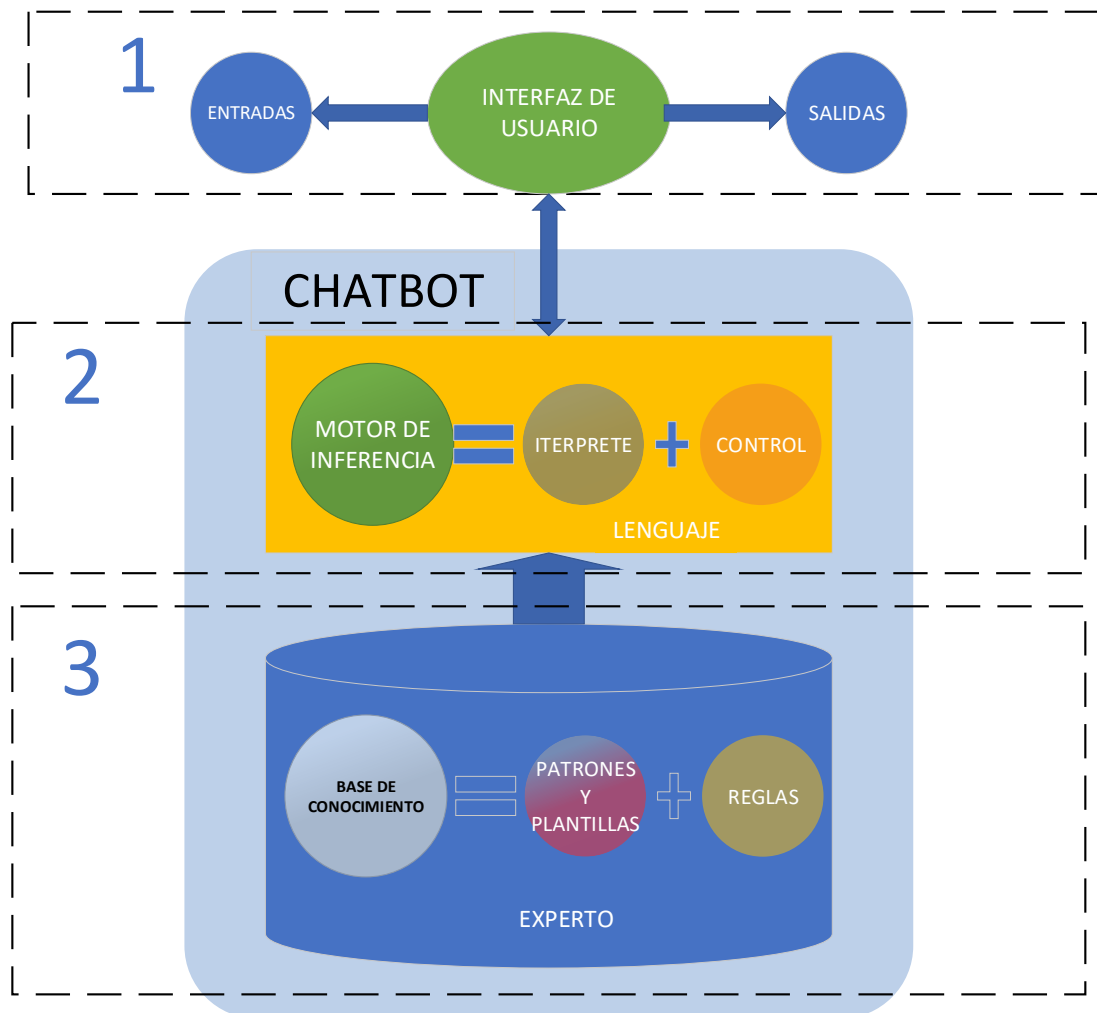 1
ENTRADAS
INTERFAZ DE
USUARIO
SALIDAS
CHATBOT
2
MOTOR DE
INFERENCIA
ITERPRETE
CONTROL
LENGUAJE
3
BASE DE
CONOCIMIENTO
PATRONES
Y
PLANTILLAS
REGLAS
EXPERTO